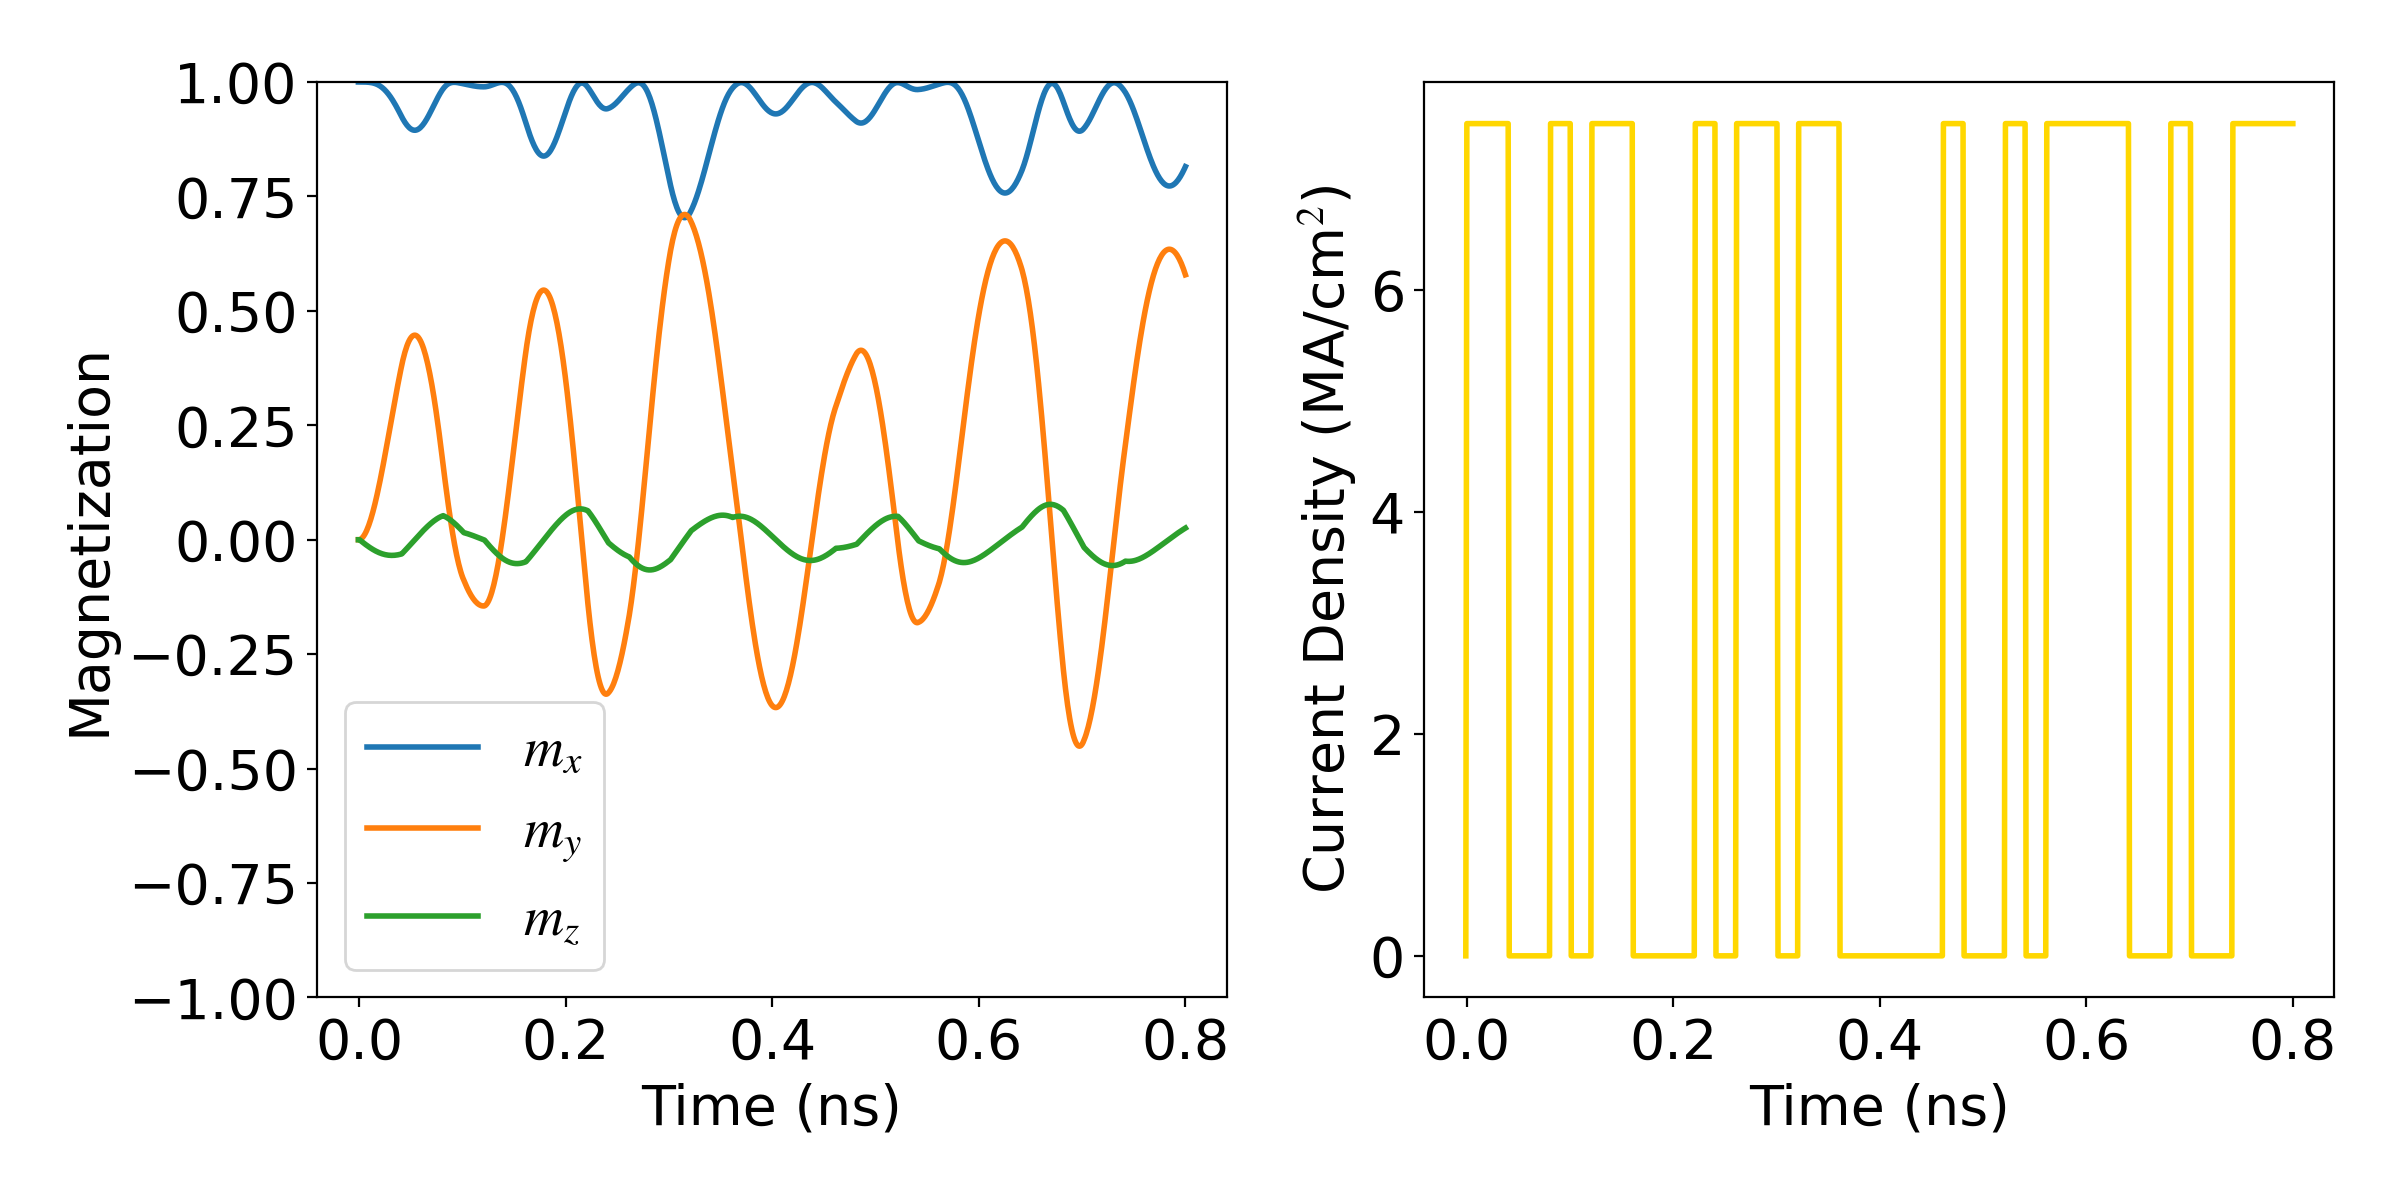 Magnetization
1.00
0.75
0.50
0.25
0.00
−0.25
−0.50
−0.75
−1.00
m_x
m_y
m_z
0.0 0.2 0.4 0.6 0.8
Time (ns)
Current Density (MA/cm²)
6
4
2
0
0.0 0.2 0.4 0.6 0.8
Time (ns)